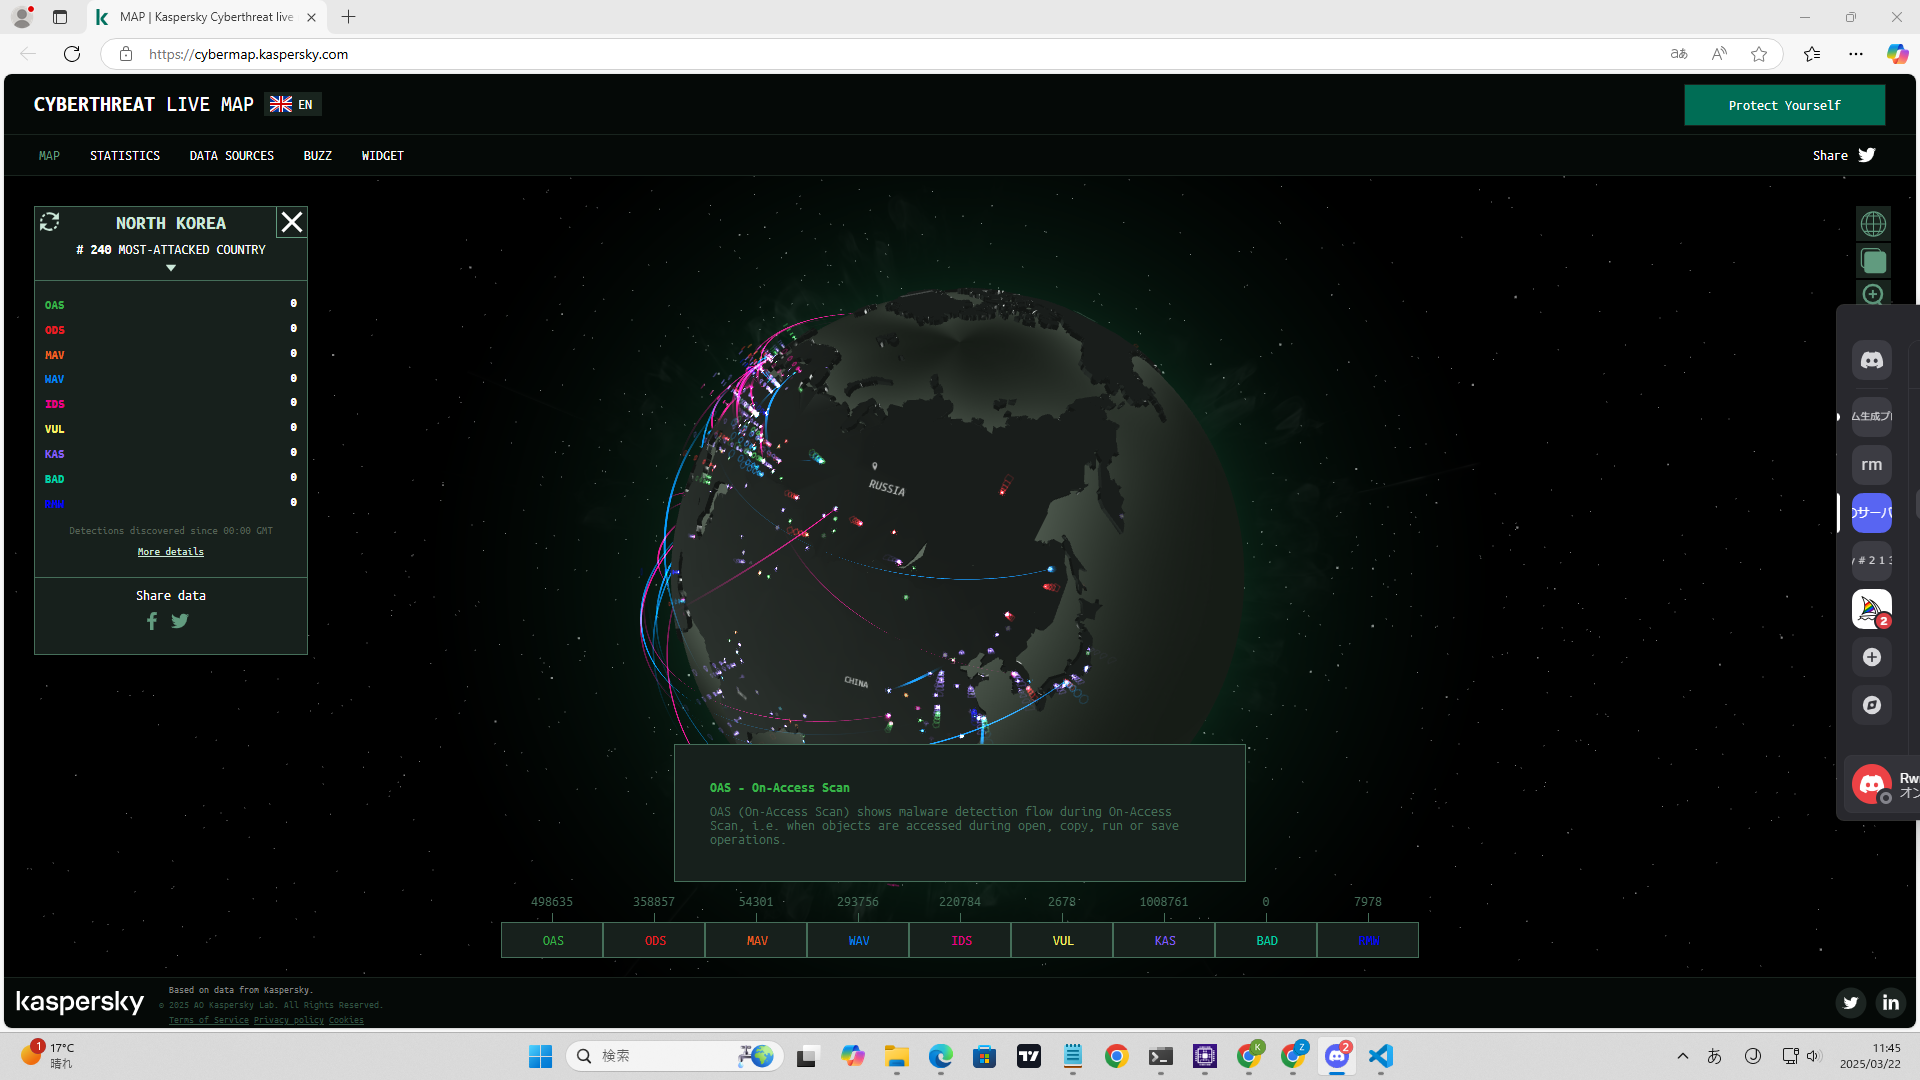 MAP | Kaspersky Cyberthreat live
https://cybermap.kaspersky.com
CYBERTHREAT LIVE MAP EN
Protect Yourself
MAP STATISTICS DATA SOURCES BUZZ WIDGET
Share
NORTH KOREA
# 240 MOST-ATTACKED COUNTRY
OAS 0
ODS 0
MAV 0
WAV 0
IDS 0
VUL 0
KAS 0
BAD 0
RMW 0
Detections discovered since 00:00 GMT
More details
Share data
RUSSIA
CHINA
ム生成プ
rm
のサーバ
y # 2 1 3
2
Rw
オン
OAS - On-Access Scan
OAS (On-Access Scan) shows malware detection flow during On-Access
Scan, i.e. when objects are accessed during open, copy, run or save
operations.
498635 358857 54301 293756 220784 2678 1008761 0 7978
OAS ODS MAV WAV IDS VUL KAS BAD RMW
kaspersky
Based on data from Kaspersky.
© 2025 AO Kaspersky Lab. All Rights Reserved.
Terms of Service Privacy policy Cookies
1
17°C
晴れ
検索
K
Z
2
あ
11:45
2025/03/22